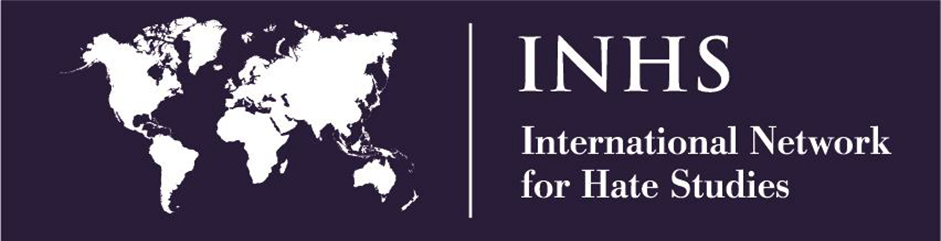 INHS
International Network
for Hate Studies